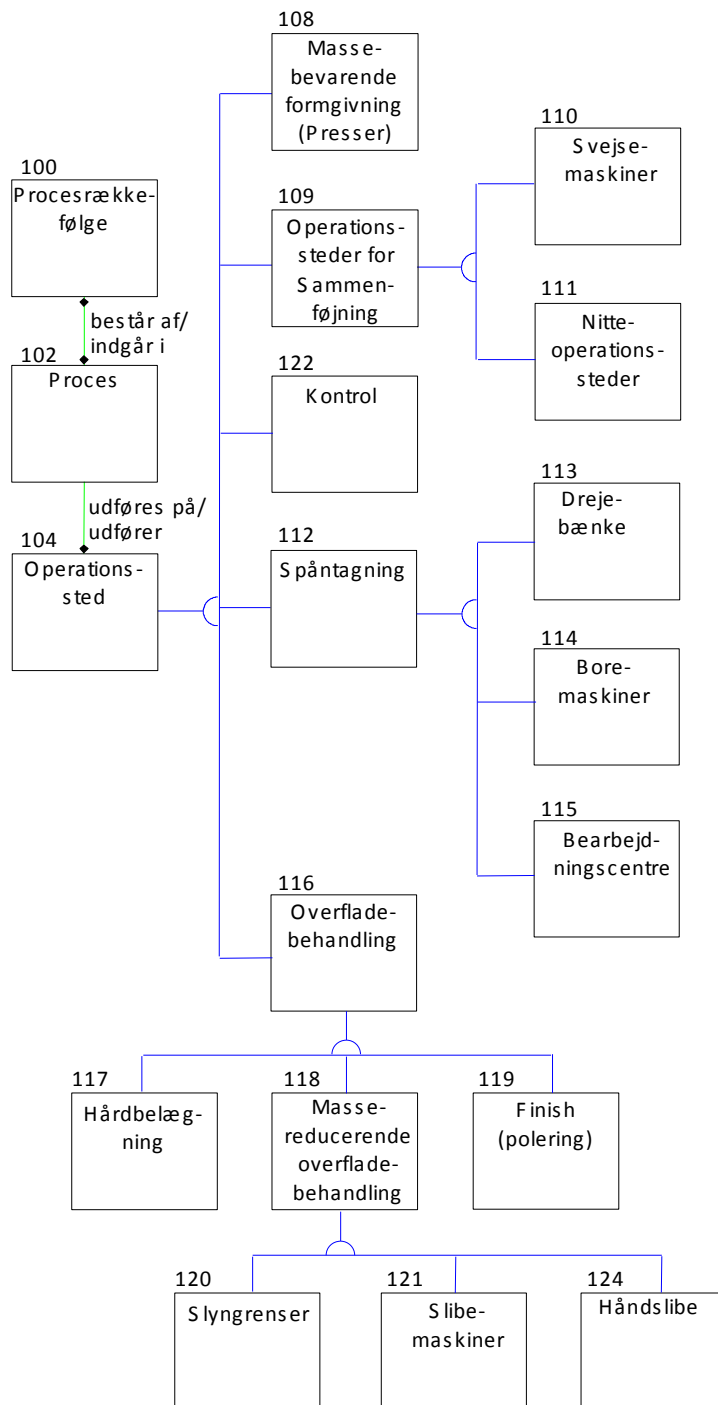 108
Masse-
bevarende
formgivning
(Presser)
110
Svejse-
maskiner
100
Procesrække-
følge
109
Operations-
steder for
Sammen-
føjning
111
Nitte-
operations-
steder
består af/
indgår i
102
Proces
122
Kontrol
113
Dreje-
bænke
udføres på/
udfører
104
Operations-
sted
112
Spåntagning
114
Bore-
maskiner
115
Bearbejd-
ningscentre
116
Overflade-
behandling
117
Hårdbelæg-
ning
118
Masse-
reducerende
overflade-
behandling
119
Finish
(polering)
120
Slyngrenser
121
Slibe-
maskiner
124
Håndslibe